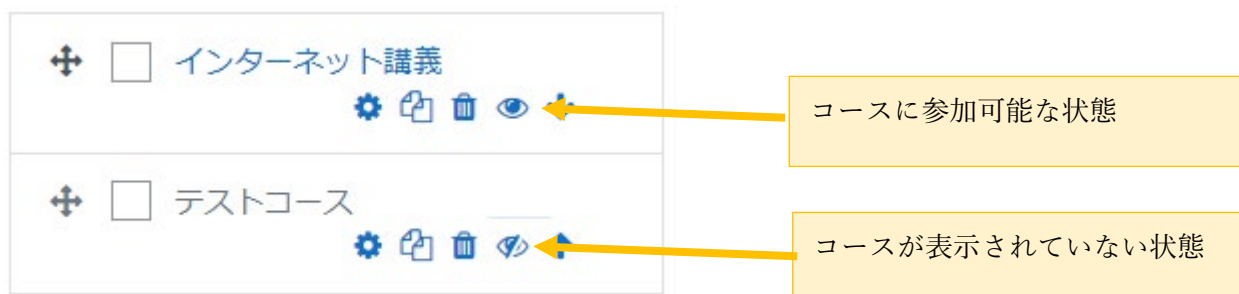 インターネット講義
コースに参加可能な状態
テストコース
コースが表示されていない状態